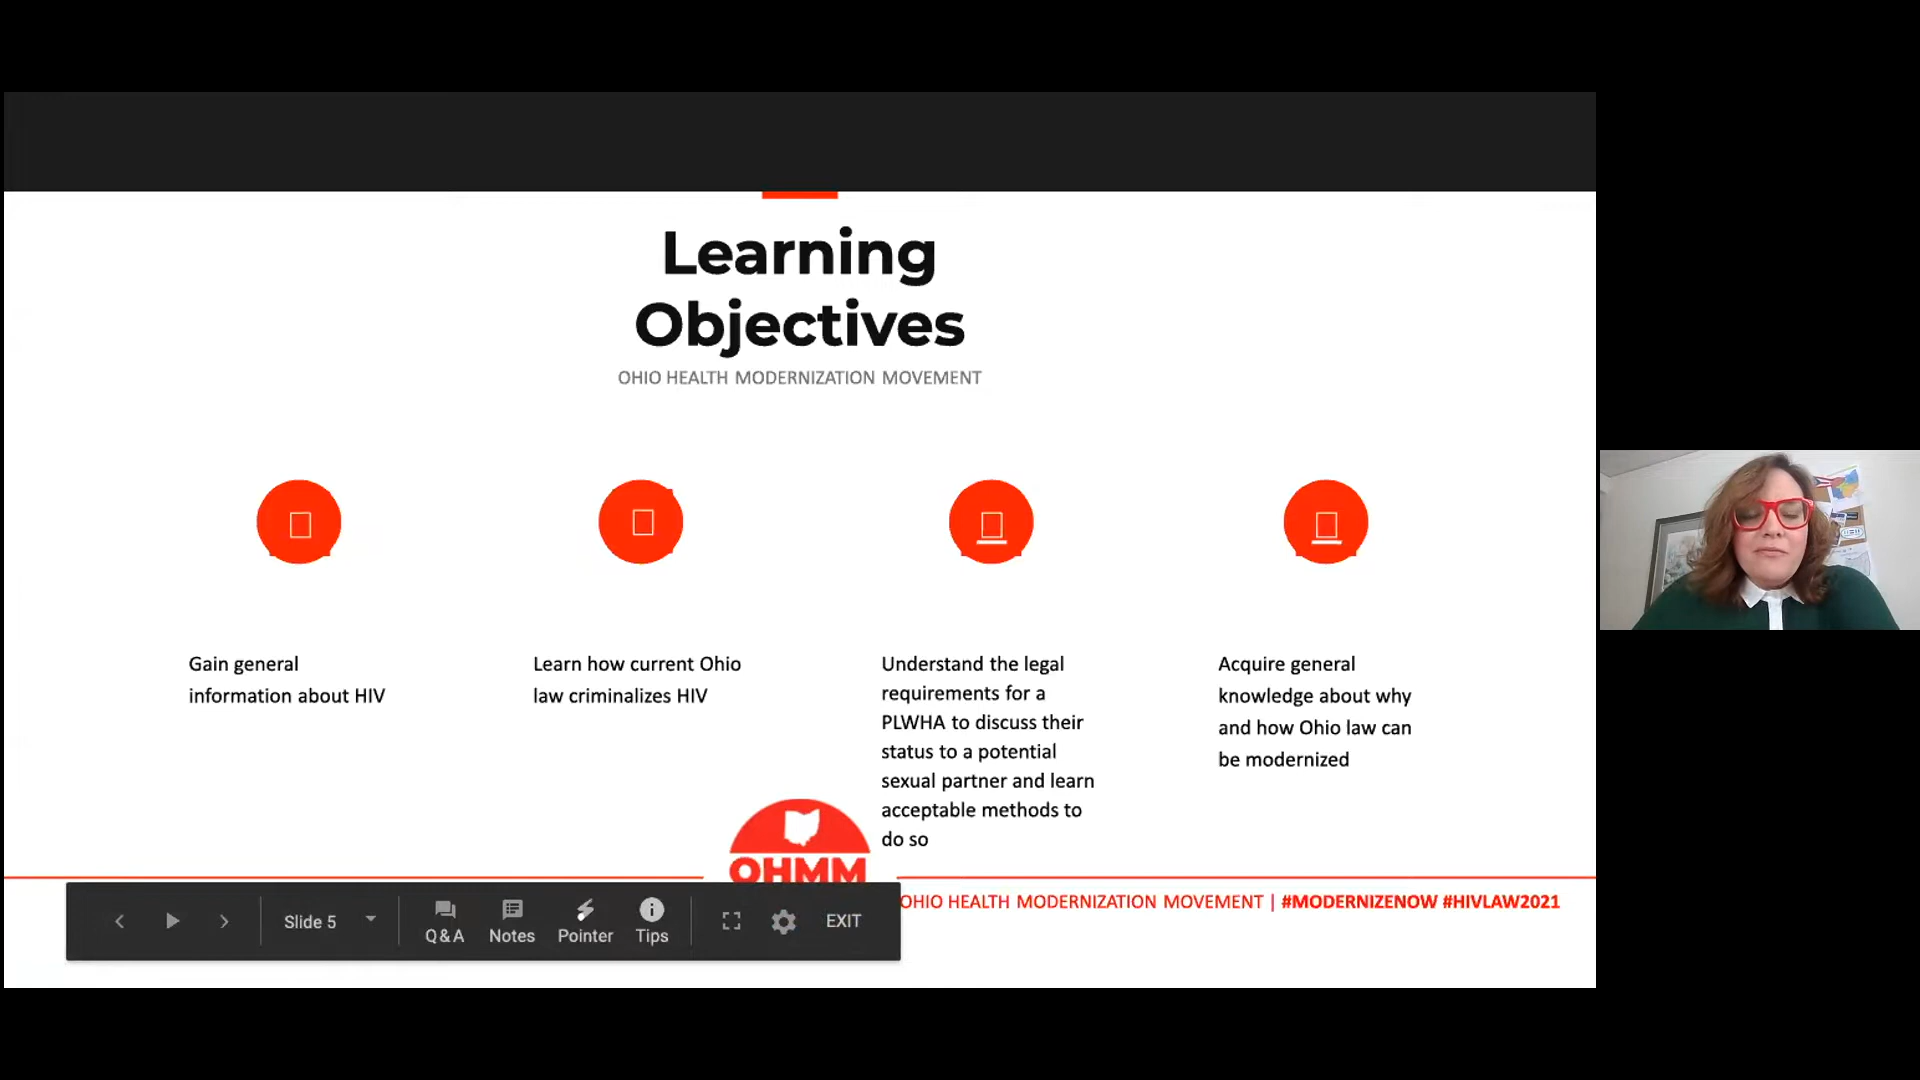 Learning
Objectives
OHIO HEALTH MODERNIZATION MOVEMENT
Gain general
information about HIV
Learn how current Ohio
law criminalizes HIV
Understand the legal
requirements for a
PLWHA to discuss their
status to a potential
sexual partner and learn
acceptable methods to
do so
Acquire general
knowledge about why
and how Ohio law can
be modernized
OHMM
OHIO HEALTH MODERNIZATION MOVEMENT | #MODERNIZENOW #HIVLAW2021
Slide 5
Q&A
Notes
Pointer
Tips
EXIT